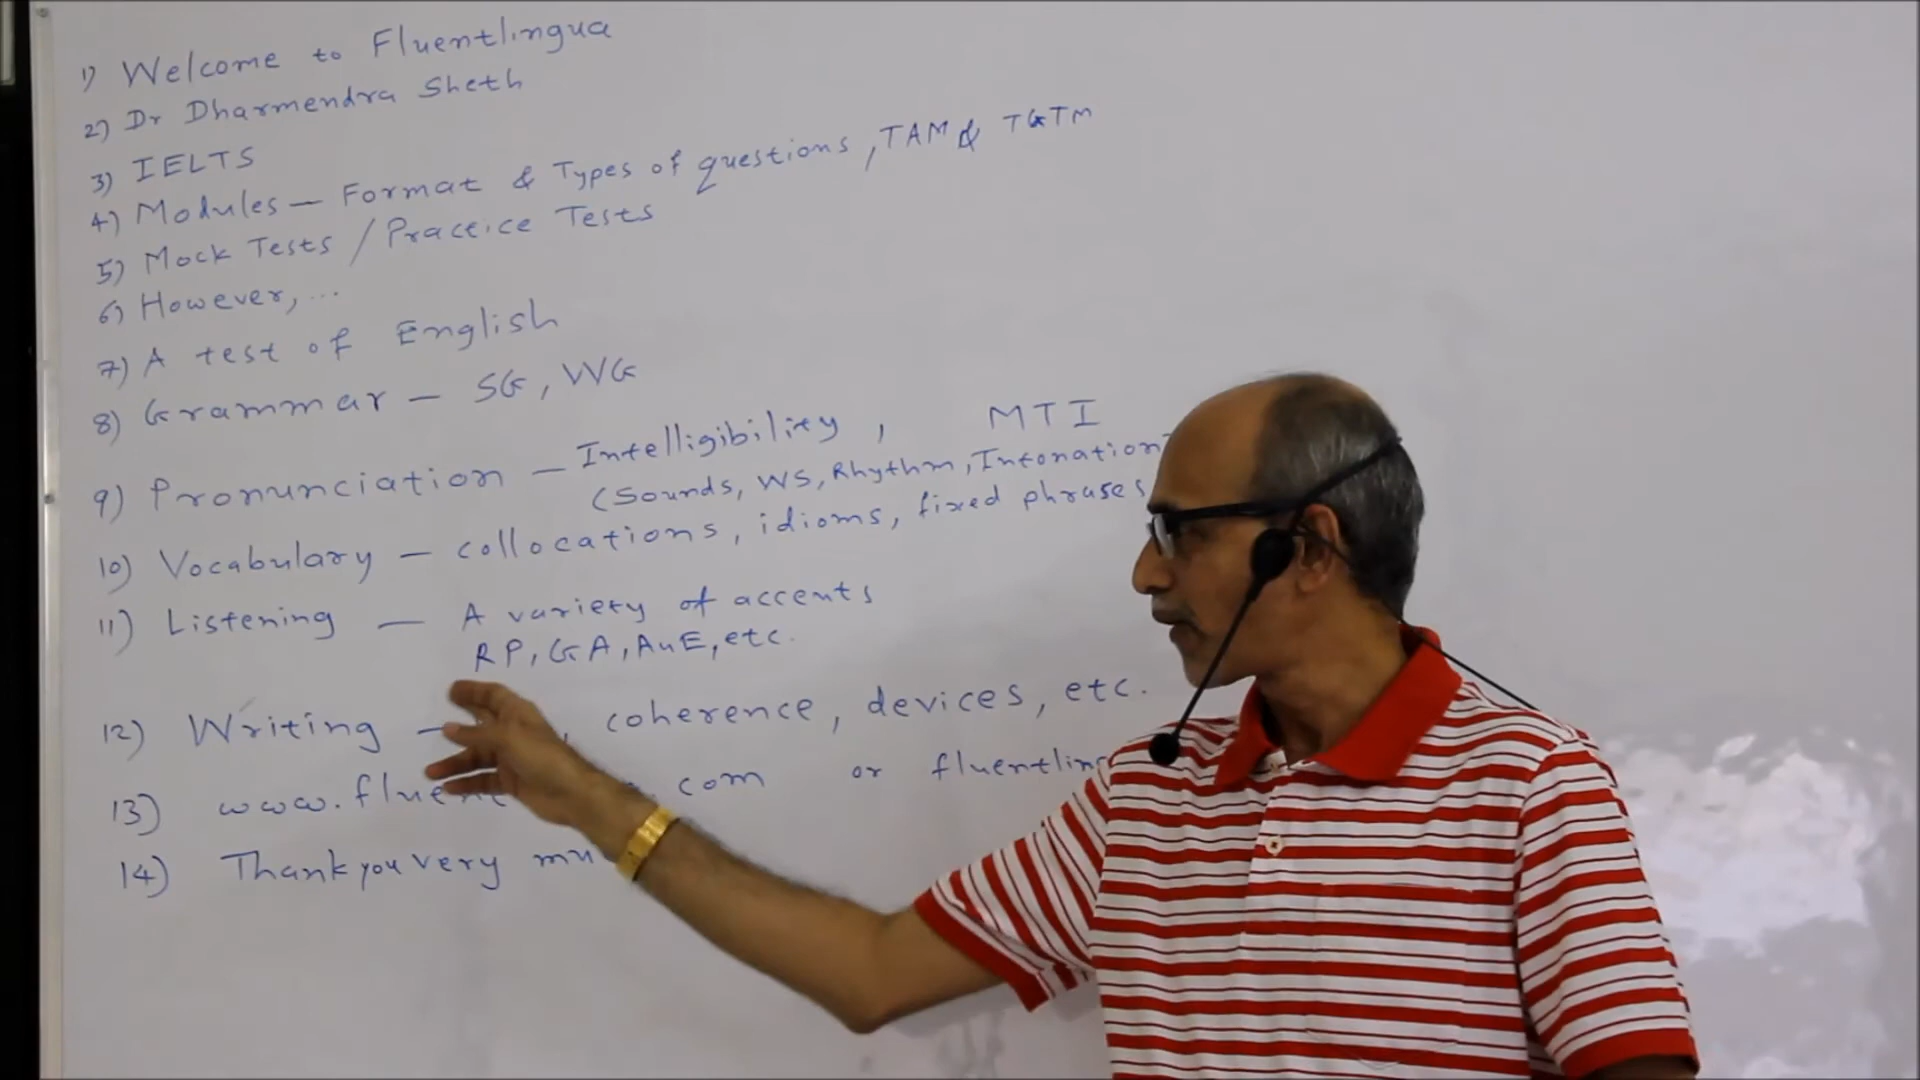 1) Welcome to Fluentlingua
2) Dr Dharmendra Sheth
3) IELTS
4) Modules — Format & Types of questions, TAM & TGTM
5) Mock Tests / Practice Tests
6) However, ...
7) A test of English
8) Grammar — SG, WG
9) Pronunciation — Intelligibility, MTI
(Sounds, WS, Rhythm, Intonation
10) Vocabulary — collocations, idioms, fixed phrases
11) Listening — A variety of accents
RP, GA, AuE, etc.
12) Writing — , coherence, devices, etc.
13) www. .com or
14) Thank you very